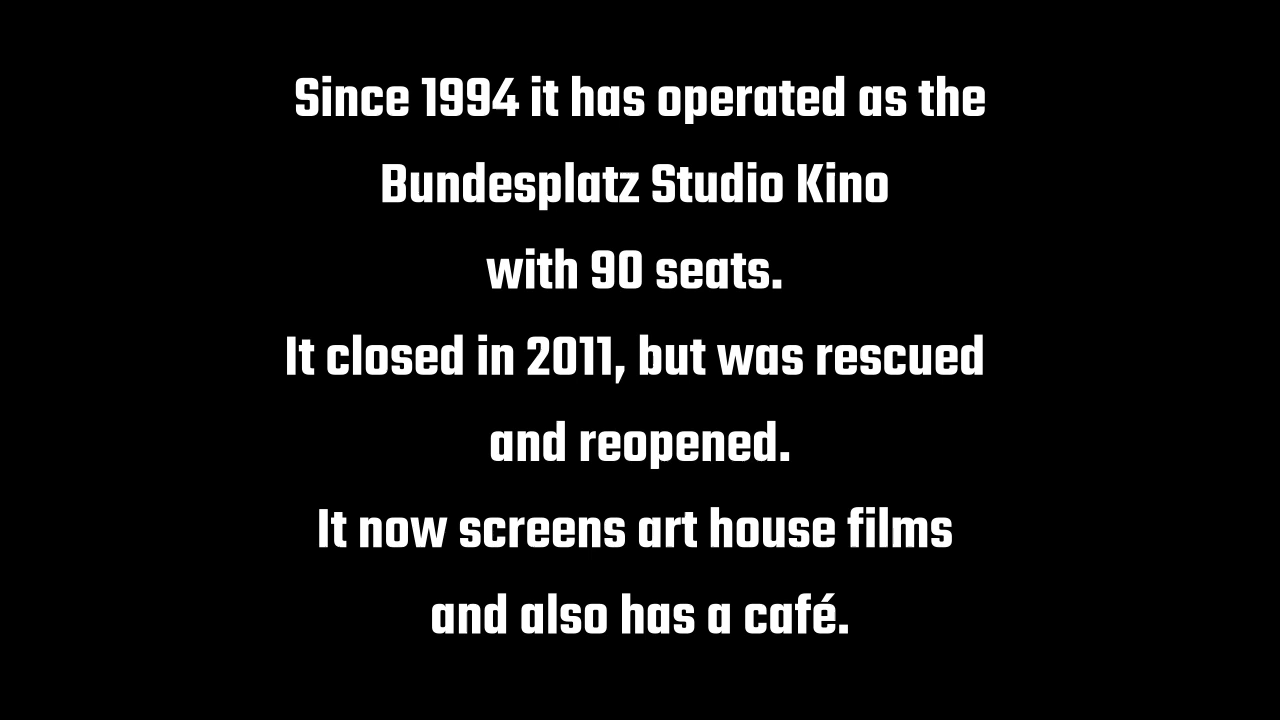 Since 1994 it has operated as the
Bundesplatz Studio Kino
with 90 seats.
It closed in 2011, but was rescued
and reopened.
It now screens art house films
and also has a café.